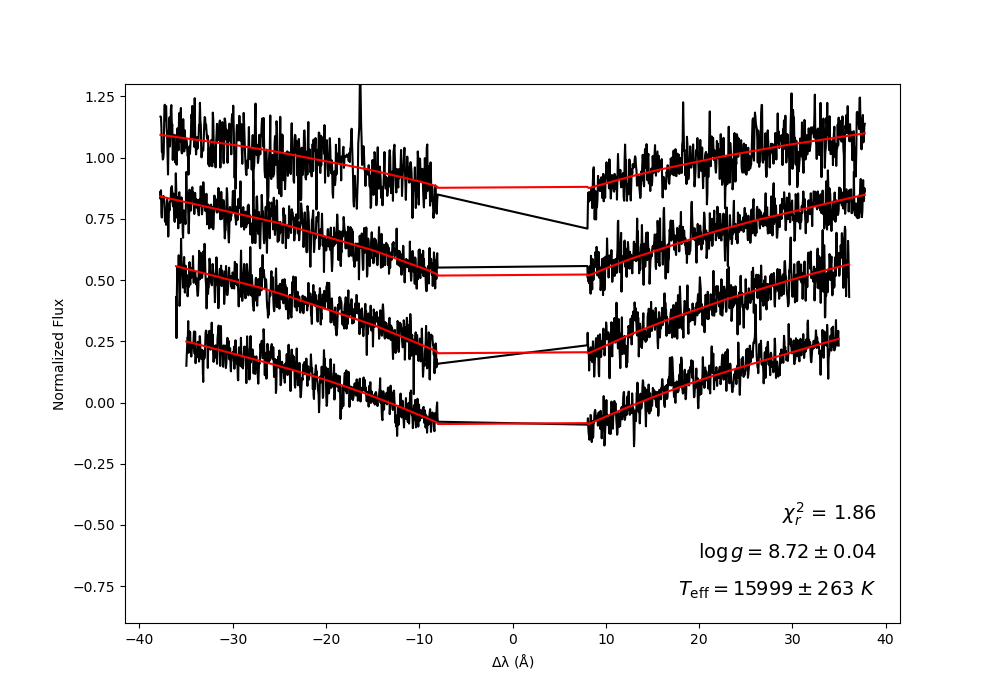 1.25
1.00
0.75
0.50
0.25
0.00
−0.25
−0.50
−0.75
Normalized Flux
χ²ᵣ = 1.86
log g = 8.72 ± 0.04
T_eff = 15999 ± 263 K
−40 −30 −20 −10 0 10 20 30 40
Δλ (Å)